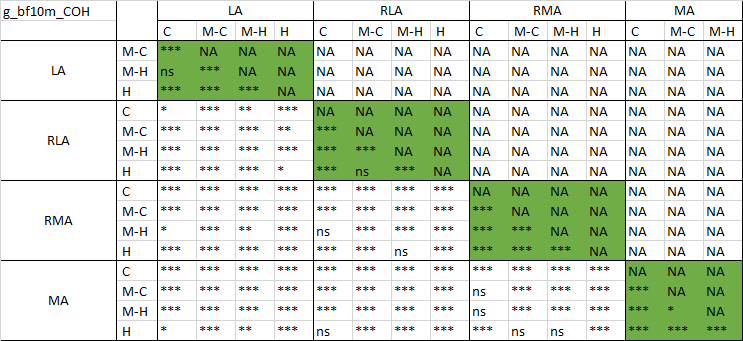 g_bf10m_COH LA RLA RMA MA
C M-C M-H H C M-C M-H H C M-C M-H H C M-C M-H
LA M-C *** NA NA NA NA NA NA NA NA NA NA NA NA NA NA
M-H ns *** NA NA NA NA NA NA NA NA NA NA NA NA NA
H *** *** *** NA NA NA NA NA NA NA NA NA NA NA NA
RLA C * *** ** *** NA NA NA NA NA NA NA NA NA NA NA
M-C *** *** *** ** *** NA NA NA NA NA NA NA NA NA NA
M-H *** *** *** *** *** *** NA NA NA NA NA NA NA NA NA
H *** *** *** * *** ns *** NA NA NA NA NA NA NA NA
RMA C *** *** *** *** *** *** *** *** NA NA NA NA NA NA NA
M-C *** *** *** *** *** *** *** *** *** NA NA NA NA NA NA
M-H * *** ** *** ns *** *** *** *** *** NA NA NA NA NA
H *** *** *** *** *** *** ns *** *** *** *** NA NA NA NA
MA C *** *** *** *** *** *** *** *** *** *** *** *** NA NA NA
M-C *** *** *** *** *** *** *** *** ns *** *** *** *** NA NA
M-H *** *** *** *** *** *** *** *** ns *** *** *** *** * NA
H * *** ** *** ns *** *** *** *** ns ns *** *** *** ***